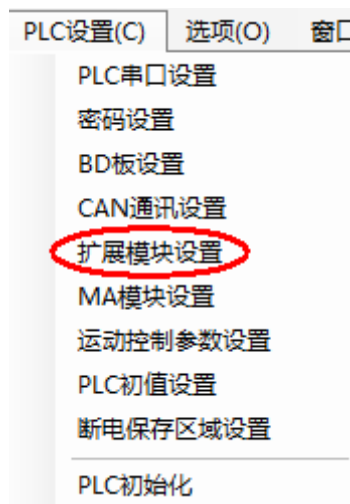 PLC设置(C) 选项(O) 窗口
PLC串口设置
密码设置
BD板设置
CAN通讯设置
扩展模块设置
MA模块设置
运动控制参数设置
PLC初值设置
断电保存区域设置
PLC初始化